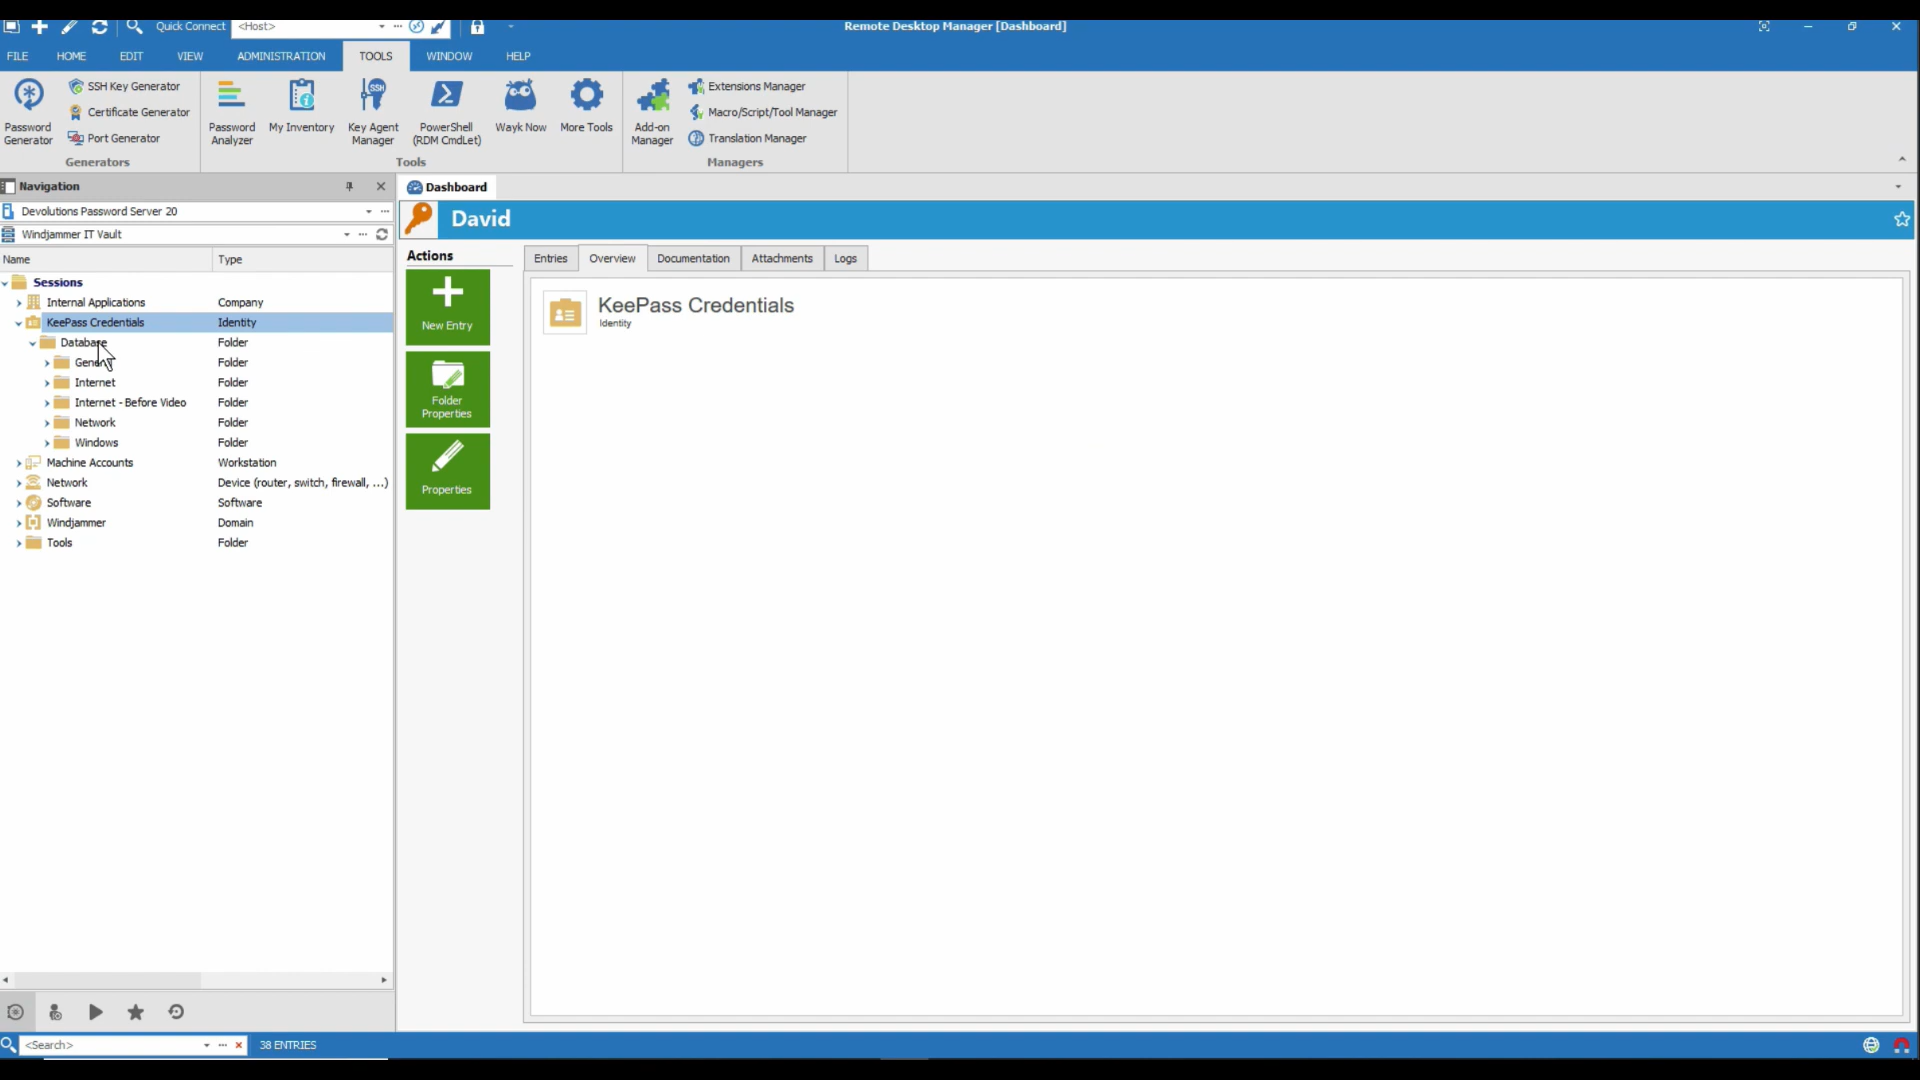 Quick Connect <Host> Remote Desktop Manager [Dashboard]
FILE HOME EDIT VIEW ADMINISTRATION TOOLS WINDOW HELP
Password Generator
SSH Key Generator
Certificate Generator
Port Generator
Generators
Password Analyzer
My Inventory
SSH
Key Agent Manager
PowerShell (RDM CmdLet)
Wayk Now
More Tools
Tools
Add-on Manager
Extensions Manager
Macro/Script/Tool Manager
Translation Manager
Managers
Navigation
Devolutions Password Server 20
Windjammer IT Vault
Name Type
Sessions
Internal Applications Company
KeePass Credentials Identity
Database Folder
Folder
Internet Folder
Internet - Before Video Folder
Network Folder
Windows Folder
Machine Accounts Workstation
Network Device (router, switch, firewall, ...)
Software Software
Windjammer Domain
Tools Folder
<Search> 38 ENTRIES
Dashboard
David
Actions
New Entry
Folder
Properties
Properties
Entries Overview Documentation Attachments Logs
KeePass Credentials
Identity